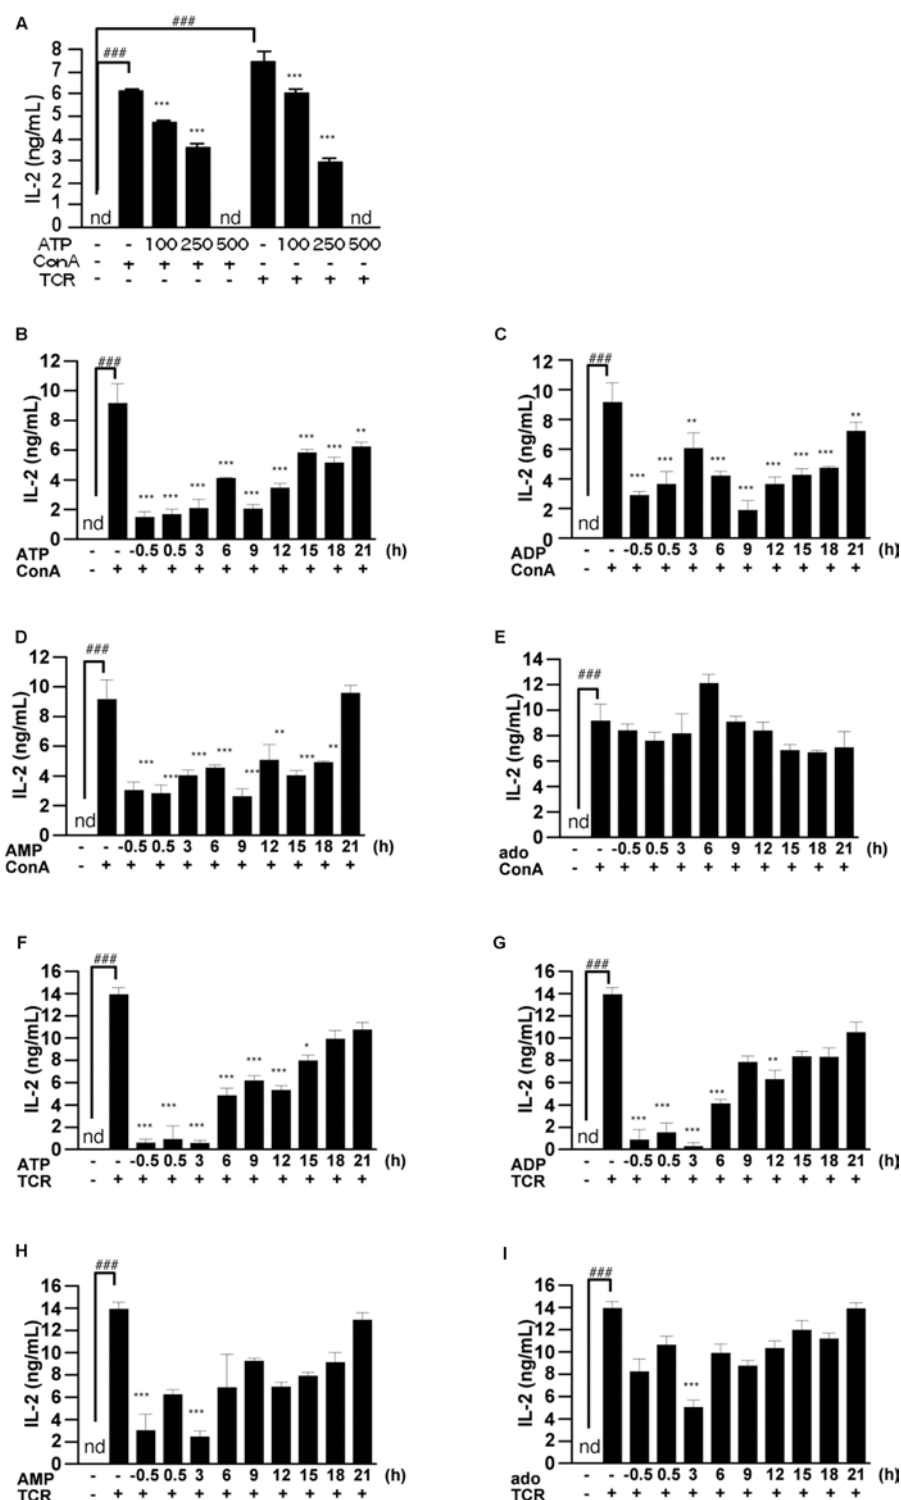 A
###
###
8
7
6
5
4
3
2
1
0
IL-2 (ng/mL)
*** *** *** ***
nd nd nd
ATP - - 100 250 500 - 100 250 500
ConA - + + + + - - - -
TCR - - - - - + + + +
B
###
12
10
8
6
4
2
0
IL-2 (ng/mL)
nd
*** *** *** *** ** *** *** *** **
ATP - - -0.5 0.5 3 6 9 12 15 18 21 (h)
ConA - + + + + + + + + + +
C
###
12
10
8
6
4
2
0
IL-2 (ng/mL)
nd
*** *** ** *** *** *** *** *** **
ADP - - -0.5 0.5 3 6 9 12 15 18 21 (h)
ConA - + + + + + + + + + +
D
###
12
10
8
6
4
2
0
IL-2 (ng/mL)
nd
*** *** *** *** *** ** *** **
AMP - - -0.5 0.5 3 6 9 12 15 18 21 (h)
ConA - + + + + + + + + + +
E
###
14
12
10
8
6
4
2
0
IL-2 (ng/mL)
nd
ado - - -0.5 0.5 3 6 9 12 15 18 21 (h)
ConA - + + + + + + + + + +
F
###
16
14
12
10
8
6
4
2
0
IL-2 (ng/mL)
nd
*** *** *** *** *** *** *
ATP - - -0.5 0.5 3 6 9 12 15 18 21 (h)
TCR - + + + + + + + + + +
G
###
16
14
12
10
8
6
4
2
0
IL-2 (ng/mL)
nd
*** *** *** *** **
ADP - - -0.5 0.5 3 6 9 12 15 18 21 (h)
TCR - + + + + + + + + + +
H
###
16
14
12
10
8
6
4
2
0
IL-2 (ng/mL)
nd
*** ***
AMP - - -0.5 0.5 3 6 9 12 15 18 21 (h)
TCR - + + + + + + + + + +
I
###
16
14
12
10
8
6
4
2
0
IL-2 (ng/mL)
nd
***
ado - - -0.5 0.5 3 6 9 12 15 18 21 (h)
TCR - + + + + + + + + + +